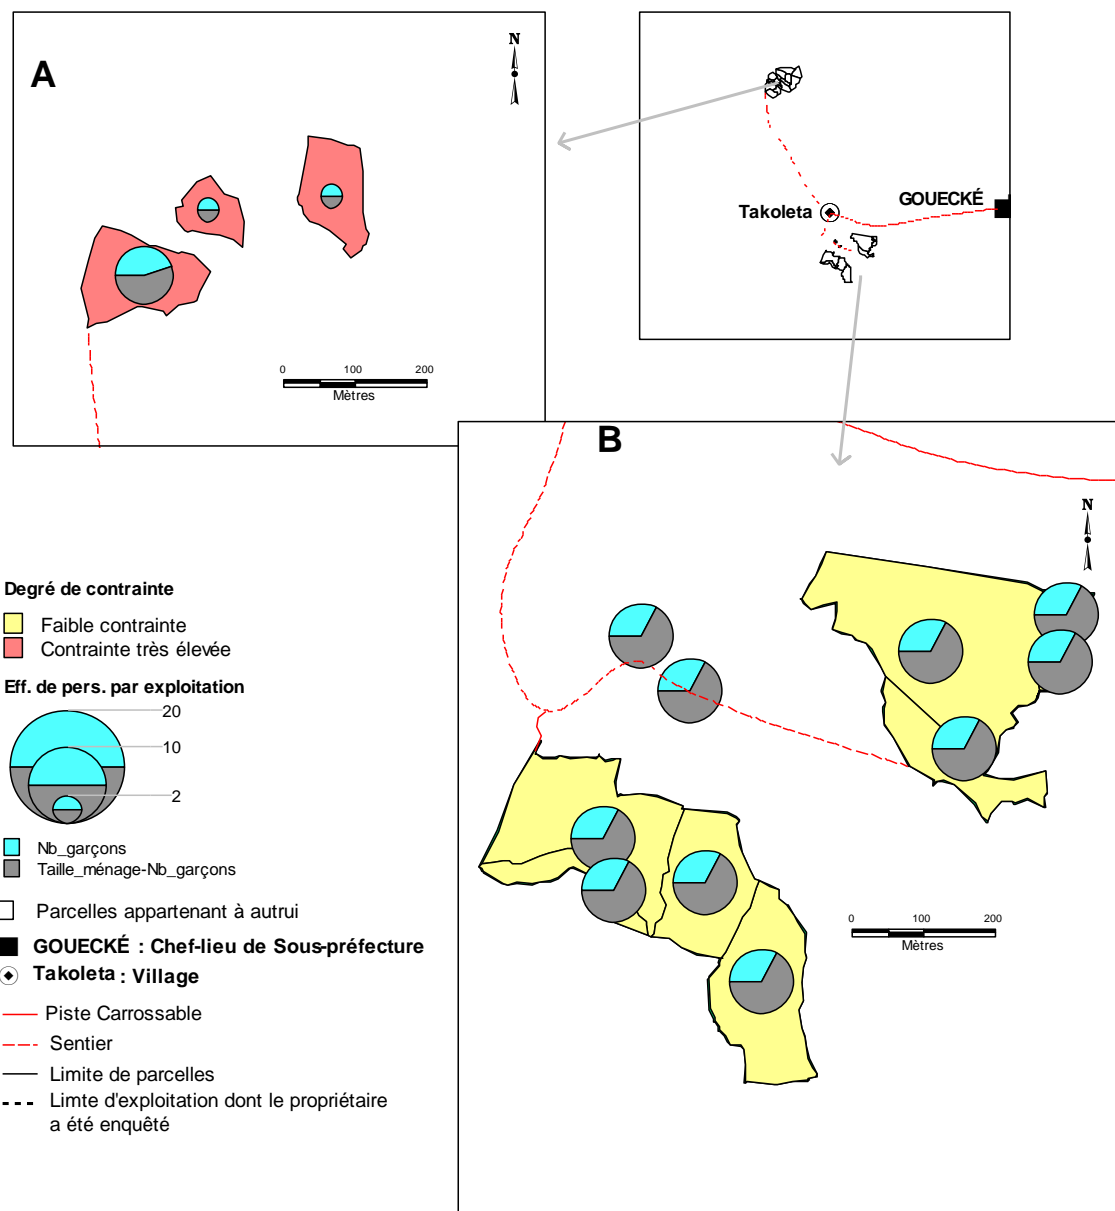 A
N
0 100 200
Mètres
Takoleta
GOUECKÉ
B
N
0 100 200
Mètres
Degré de contrainte
Faible contrainte
Contrainte très élevée
Eff. de pers. par exploitation
20
10
2
Nb_garçons
Taille_ménage-Nb_garçons
Parcelles appartenant à autrui
GOUECKÉ : Chef-lieu de Sous-préfecture
Takoleta : Village
Piste Carrossable
Sentier
Limite de parcelles
Limte d'exploitation dont le propriétaire
a été enquêté